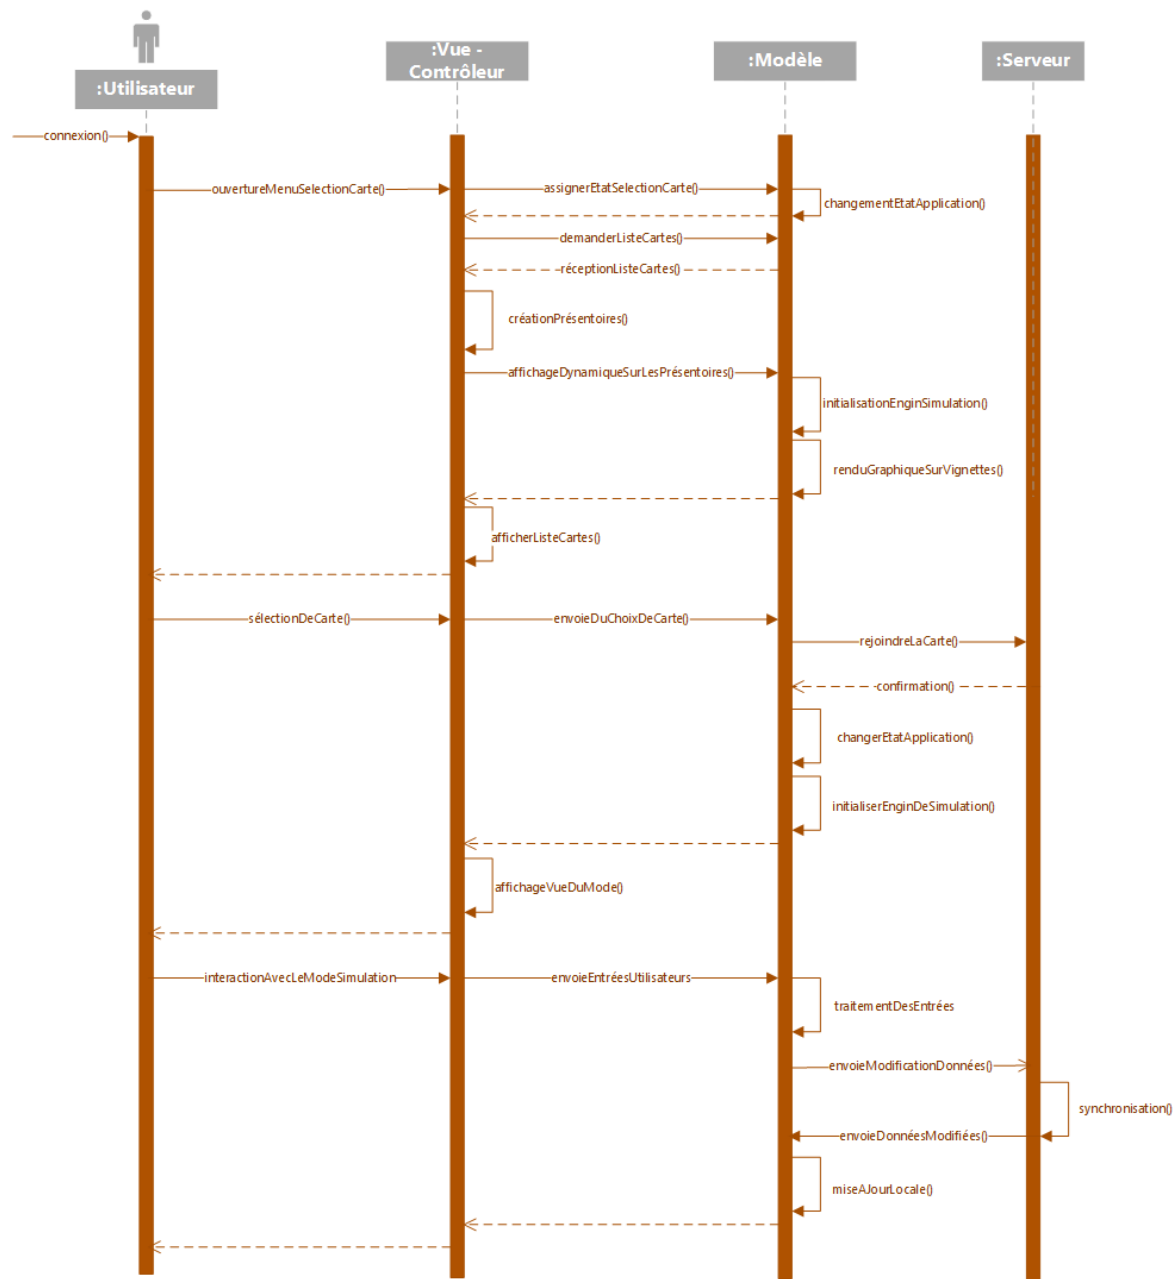 :Utilisateur
:Vue -
Contrôleur
:Modèle
:Serveur
connexion()
ouvertureMenuSelectionCarte()
assignerEtatSelectionCarte()
changementEtatApplication()
demanderListeCartes()
réceptionListeCartes()
créationPrésentoires()
affichageDynamiqueSurLesPrésentoires()
initialisationEnginSimulation()
renduGraphiqueSurVignettes()
afficherListeCartes()
sélectionDeCarte()
envoieDuChoixDeCarte()
rejoindreLaCarte()
confirmation()
changerEtatApplication()
initialiserEnginDeSimulation()
affichageVueDuMode()
interactionAvecLeModeSimulation
envoieEntréesUtilisateurs
traitementDesEntrées
envoieModificationDonnées()
synchronisation()
envoieDonnéesModifiées()
miseAJourLocale()